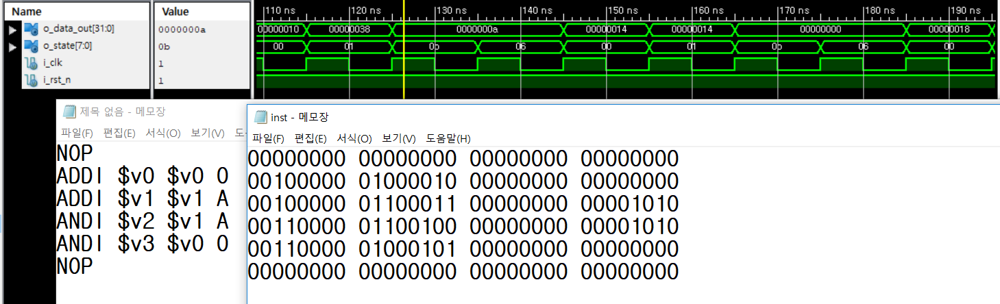 Name Value
110 ns 120 ns 130 ns 140 ns 150 ns 160 ns 170 ns 180 ns 190 ns
o_data_out[31:0] 0000000a 00000010 00000038 0000000a 00000014 00000014 00000000 00000018
o_state[7:0] 0b 00 01 0b 06 00 01 0b 06 00
i_clk 1
i_rst_n 1
제목 없음 - 메모장
파일(F) 편집(E) 서식(O) 보기(V) 도
NOP
ADDI $v0 $v0 0
ADDI $v1 $v1 A
ANDI $v2 $v1 A
ANDI $v3 $v0 0
NOP
inst - 메모장
파일(F) 편집(E) 서식(O) 보기(V) 도움말(H)
00000000 00000000 00000000 00000000
00100000 01000010 00000000 00000000
00100000 01100011 00000000 00001010
00110000 01100100 00000000 00001010
00110000 01000101 00000000 00000000
00000000 00000000 00000000 00000000